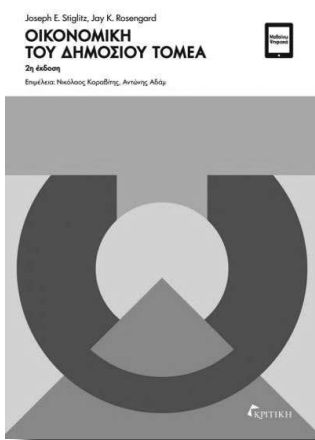 Joseph E. Stiglitz, Jay K. Rosengard
ΟΙΚΟΝΟΜΙΚΗ
ΤΟΥ ΔΗΜΟΣΙΟΥ ΤΟΜΕΑ
2η έκδοση
Επιμέλεια: Νικόλαος Καραβίτης, Αντώνης Αδάμ
ΚΡΙΤΙΚΗ